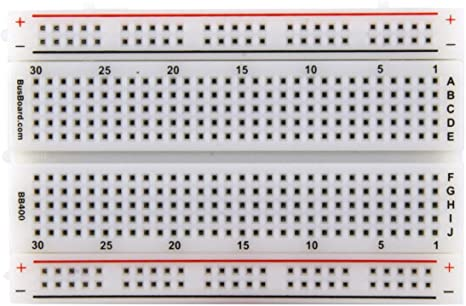 + +
− −
30 25 20 15 10 5 1
A
B
C
D
E
BusBoard.com
F
G
H
I
J
BB400
30 25 20 15 10 5 1
+ +
− −